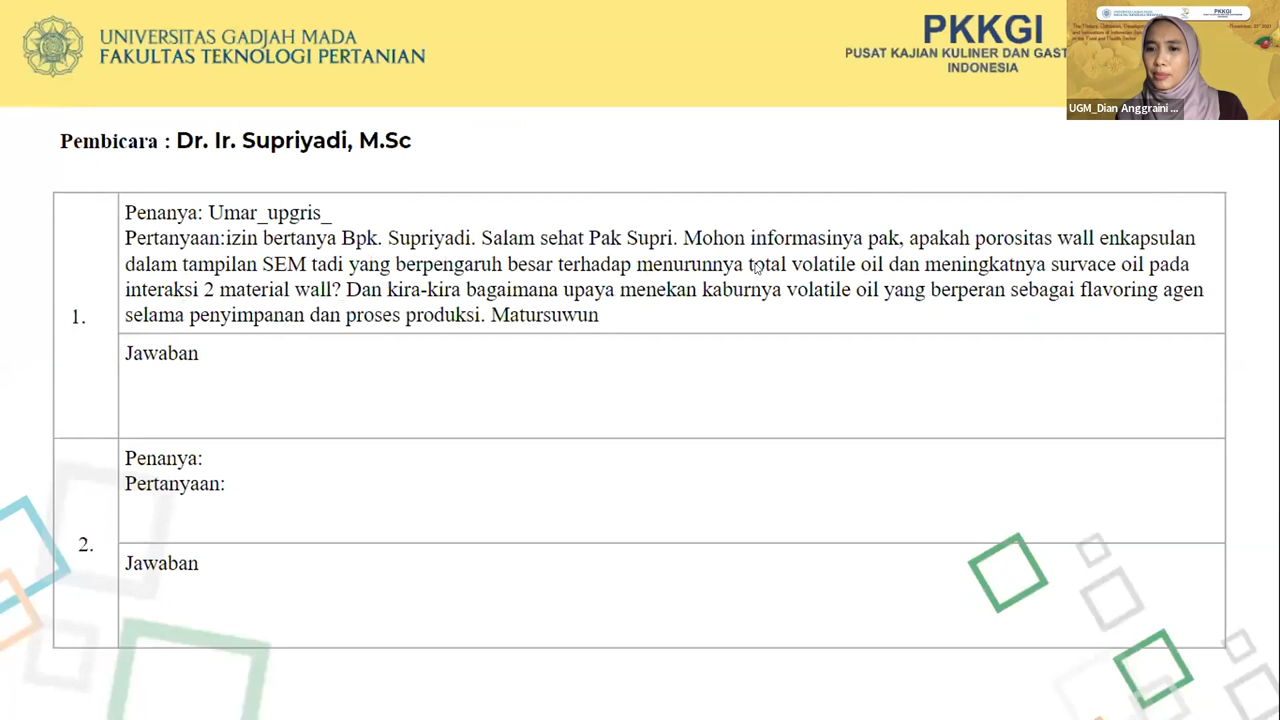 UNIVERSITAS GADJAH MADA
FAKULTAS TEKNOLOGI PERTANIAN
PKKGI
PUSAT KAJIAN KULINER DAN GAST
INDONESIA
PKKGI
UGM_Dian Anggraini ...
Pembicara : Dr. Ir. Supriyadi, M.Sc
1.
Penanya: Umar_upgris_
Pertanyaan:izin bertanya Bpk. Supriyadi. Salam sehat Pak Supri. Mohon informasinya pak, apakah porositas wall enkapsulan
dalam tampilan SEM tadi yang berpengaruh besar terhadap menurunnya total volatile oil dan meningkatnya survace oil pada
interaksi 2 material wall? Dan kira-kira bagaimana upaya menekan kaburnya volatile oil yang berperan sebagai flavoring agen
selama penyimpanan dan proses produksi. Matursuwun
Jawaban
2.
Penanya:
Pertanyaan:
Jawaban